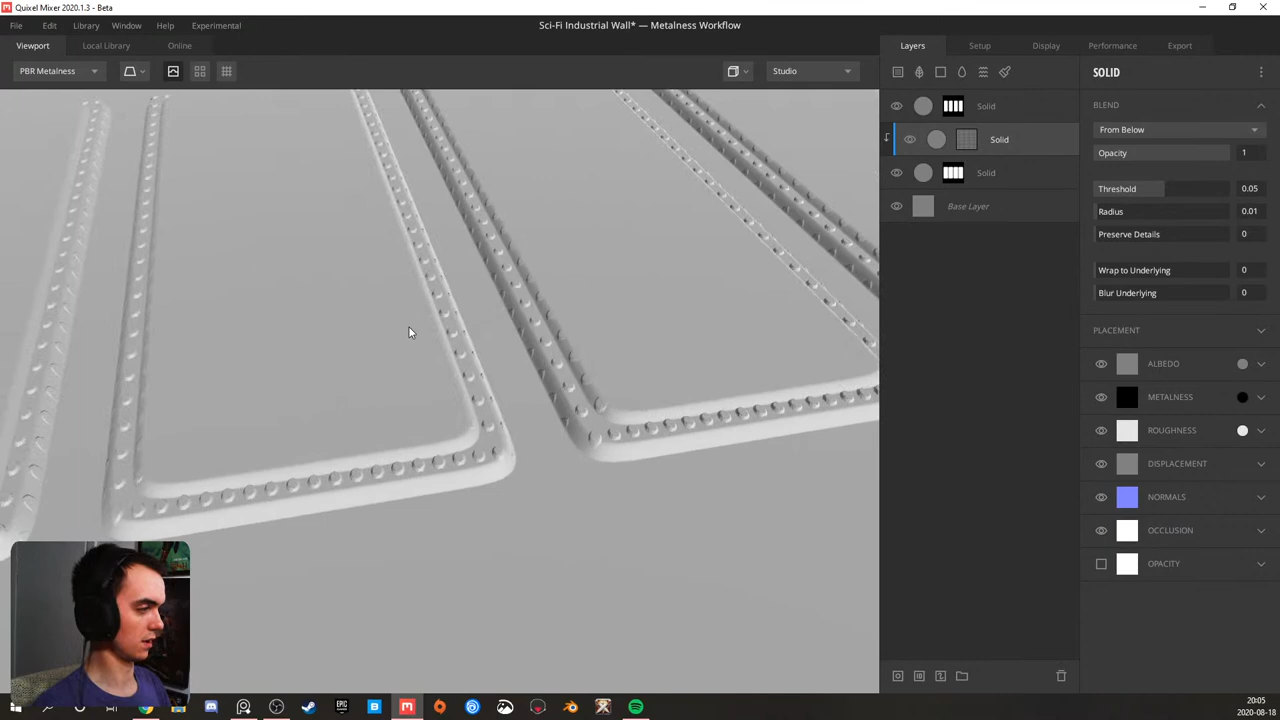 Quixel Mixer 2020.1.3 - Beta
File Edit Library Window Help Experimental
Sci-Fi Industrial Wall* — Metalness Workflow
Viewport Local Library Online
Layers Setup Display Performance Export
PBR Metalness
Studio
SOLID
BLEND
Solid
From Below
Solid
Opacity 1
Solid
Threshold 0.05
Base Layer
Radius 0.01
Preserve Details 0
Wrap to Underlying 0
Blur Underlying 0
PLACEMENT
ALBEDO
METALNESS
ROUGHNESS
DISPLACEMENT
NORMALS
OCCLUSION
OPACITY
EPIC
20:05
2020-08-18